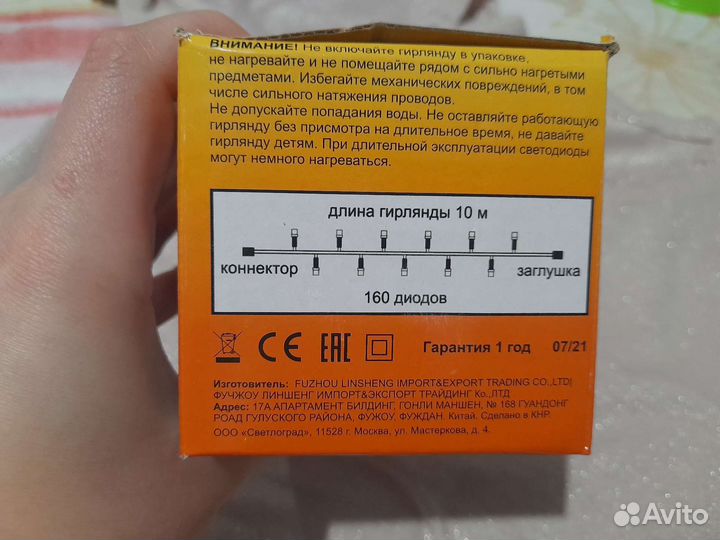 ВНИМАНИЕ! Не включайте гирлянду в упаковке,
не нагревайте и не помещайте рядом с сильно нагретыми
предметами. Избегайте механических повреждений, в том
числе сильного натяжения проводов.
Не допускайте попадания воды. Не оставляйте работающую
гирлянду без присмотра на длительное время, не давайте
гирлянду детям. При длительной эксплуатации светодиоды
могут немного нагреваться.
длина гирлянды 10 м
коннектор заглушка
160 диодов
CE EAC Гарантия 1 год 07/21
Изготовитель: FUZHOU LINSHENG IMPORT&EXPORT TRADING CO.,LTD|
ФУЧЖОУ ЛИНШЕНГ ИМПОРТ&ЭКСПОРТ ТРАЙДИНГ Ко.,ЛТД
Адрес: 17А АПАРТАМЕНТ БИЛДИНГ, ГОНЛИ МАНШЕН, № 168 ГУАНДОНГ
РОАД ГУЛУСКОГО РАЙОНА, ФУЖОУ, ФУЖДАН. Китай. Сделано в КНР.
ООО «Светлоград», 11528 г. Москва, ул. Мастеркова, д. 4.
Avito